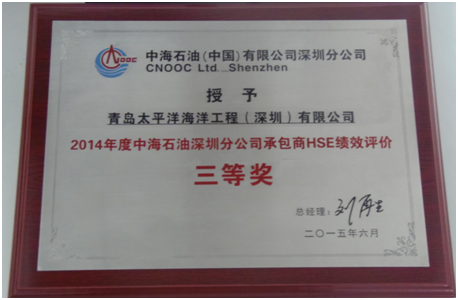 CNOOC
中海石油(中国)有限公司深圳分公司
CNOOC Ltd. Shenzhen
授予
青岛太平洋海洋工程(深圳)有限公司
2014年度中海石油深圳分公司承包商HSE绩效评价
三等奖
总经理:
二〇一五年六月